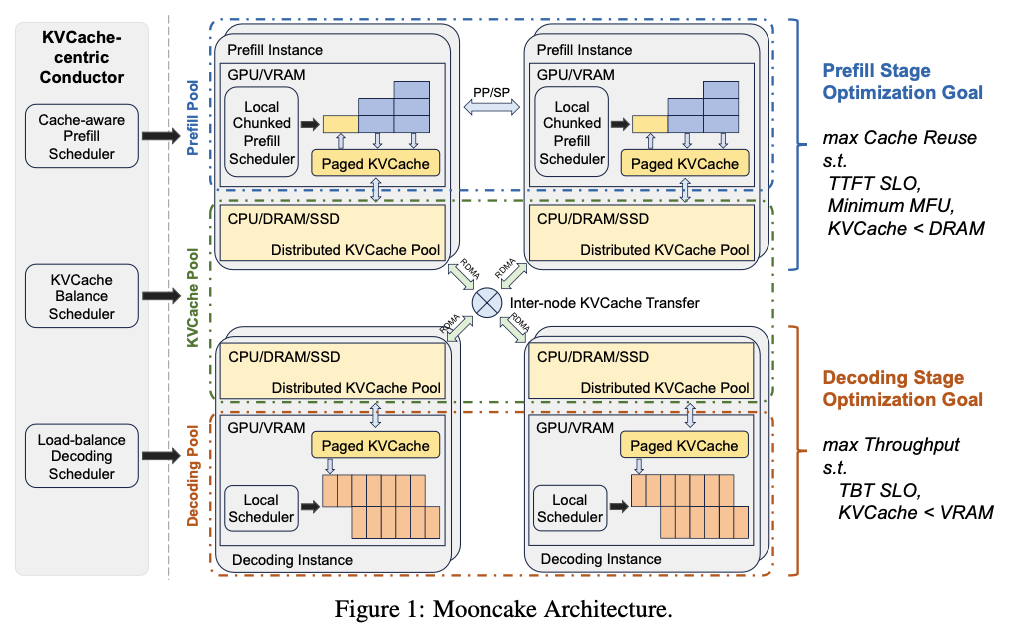 KVCache-
centric
Conductor
Cache-aware
Prefill
Scheduler
KVCache
Balance
Scheduler
Load-balance
Decoding
Scheduler
Prefill Pool
KVCache Pool
Decoding Pool
Prefill Instance
GPU/VRAM
Local
Chunked
Prefill
Scheduler
Paged KVCache
CPU/DRAM/SSD
Distributed KVCache Pool
PP/SP
Prefill Instance
GPU/VRAM
Local
Chunked
Prefill
Scheduler
Paged KVCache
CPU/DRAM/SSD
Distributed KVCache Pool
RDMA
RDMA
Inter-node KVCache Transfer
RDMA
RDMA
CPU/DRAM/SSD
Distributed KVCache Pool
GPU/VRAM
Paged KVCache
Local
Scheduler
Decoding Instance
CPU/DRAM/SSD
Distributed KVCache Pool
GPU/VRAM
Paged KVCache
Local
Scheduler
Decoding Instance
Prefill Stage
Optimization Goal
max Cache Reuse
s.t.
TTFT SLO,
Minimum MFU,
KVCache < DRAM
Decoding Stage
Optimization Goal
max Throughput
s.t.
TBT SLO,
KVCache < VRAM
Figure 1: Mooncake Architecture.